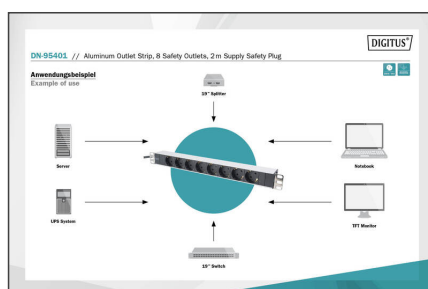 DIGITUS®
DN-95401 // Aluminum Outlet Strip, 8 Safety Outlets, 2m Supply Safety Plug
Anwendungsbeispiel
Example of use
19" Splitter
Server
Notebook
UPS System
TFT Monitor
19" Switch